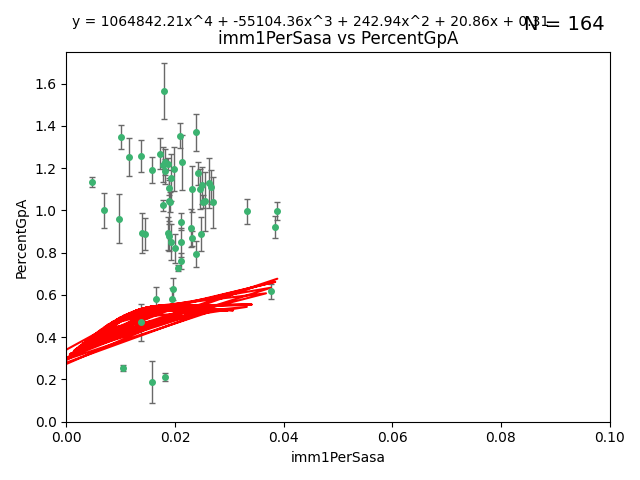 y = 1064842.21x^4 + -55104.36x^3 + 242.94x^2 + 20.86x + 0.31
N = 164
imm1PerSasa vs PercentGpA
1.6
1.4
1.2
1.0
0.8
0.6
0.4
0.2
0.0
PercentGpA
0.00 0.02 0.04 0.06 0.08 0.10
imm1PerSasa